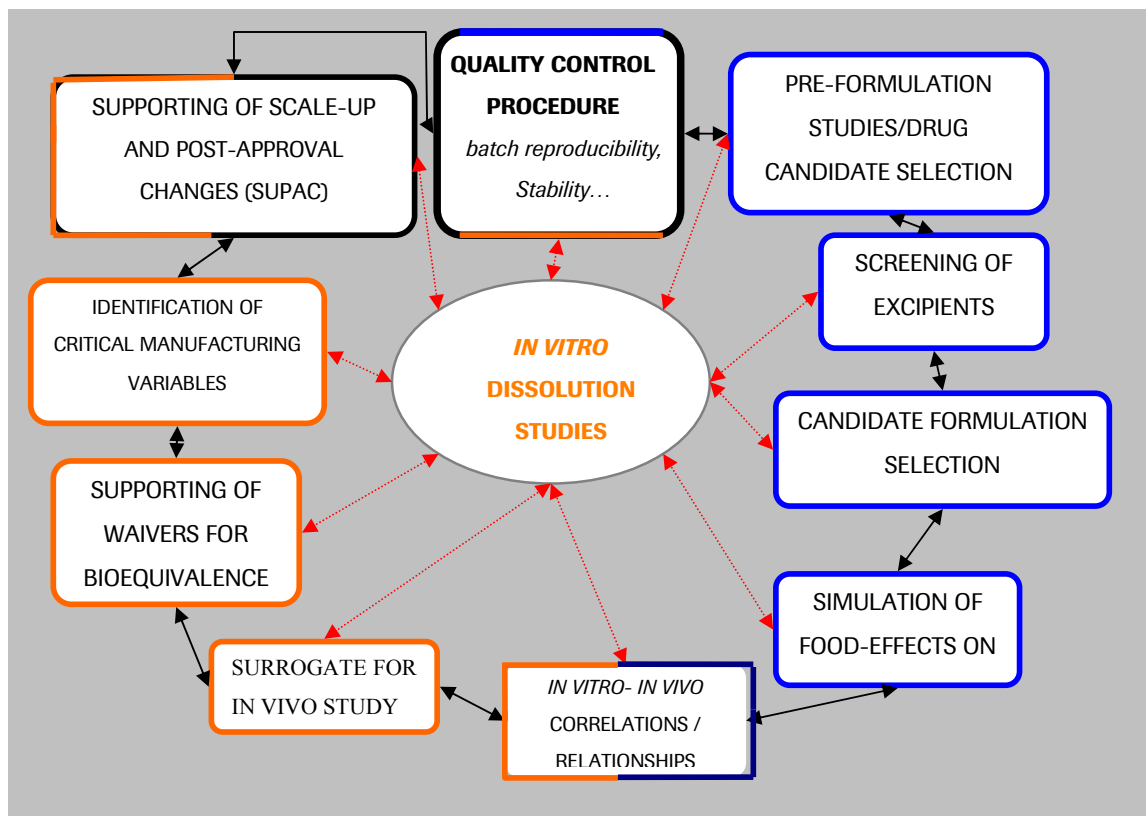 QUALITY CONTROL
PROCEDURE
batch reproducibility,
Stability…
PRE-FORMULATION
STUDIES/DRUG
CANDIDATE SELECTION
SCREENING OF
EXCIPIENTS
CANDIDATE FORMULATION
SELECTION
SIMULATION OF
FOOD-EFFECTS ON
IN VITRO- IN VIVO
CORRELATIONS /
RELATIONSHIPS
SURROGATE FOR
IN VIVO STUDY
SUPPORTING OF
WAIVERS FOR
BIOEQUIVALENCE
IDENTIFICATION OF
CRITICAL MANUFACTURING
VARIABLES
SUPPORTING OF SCALE-UP
AND POST-APPROVAL
CHANGES (SUPAC)
IN VITRO
DISSOLUTION
STUDIES